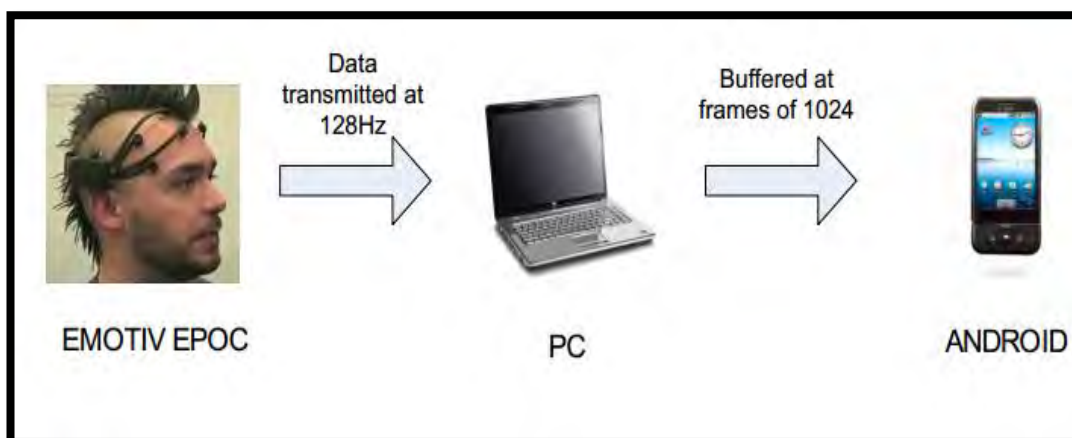 Data
transmitted at
128Hz
Buffered at
frames of 1024
EMOTIV EPOC
PC
ANDROID